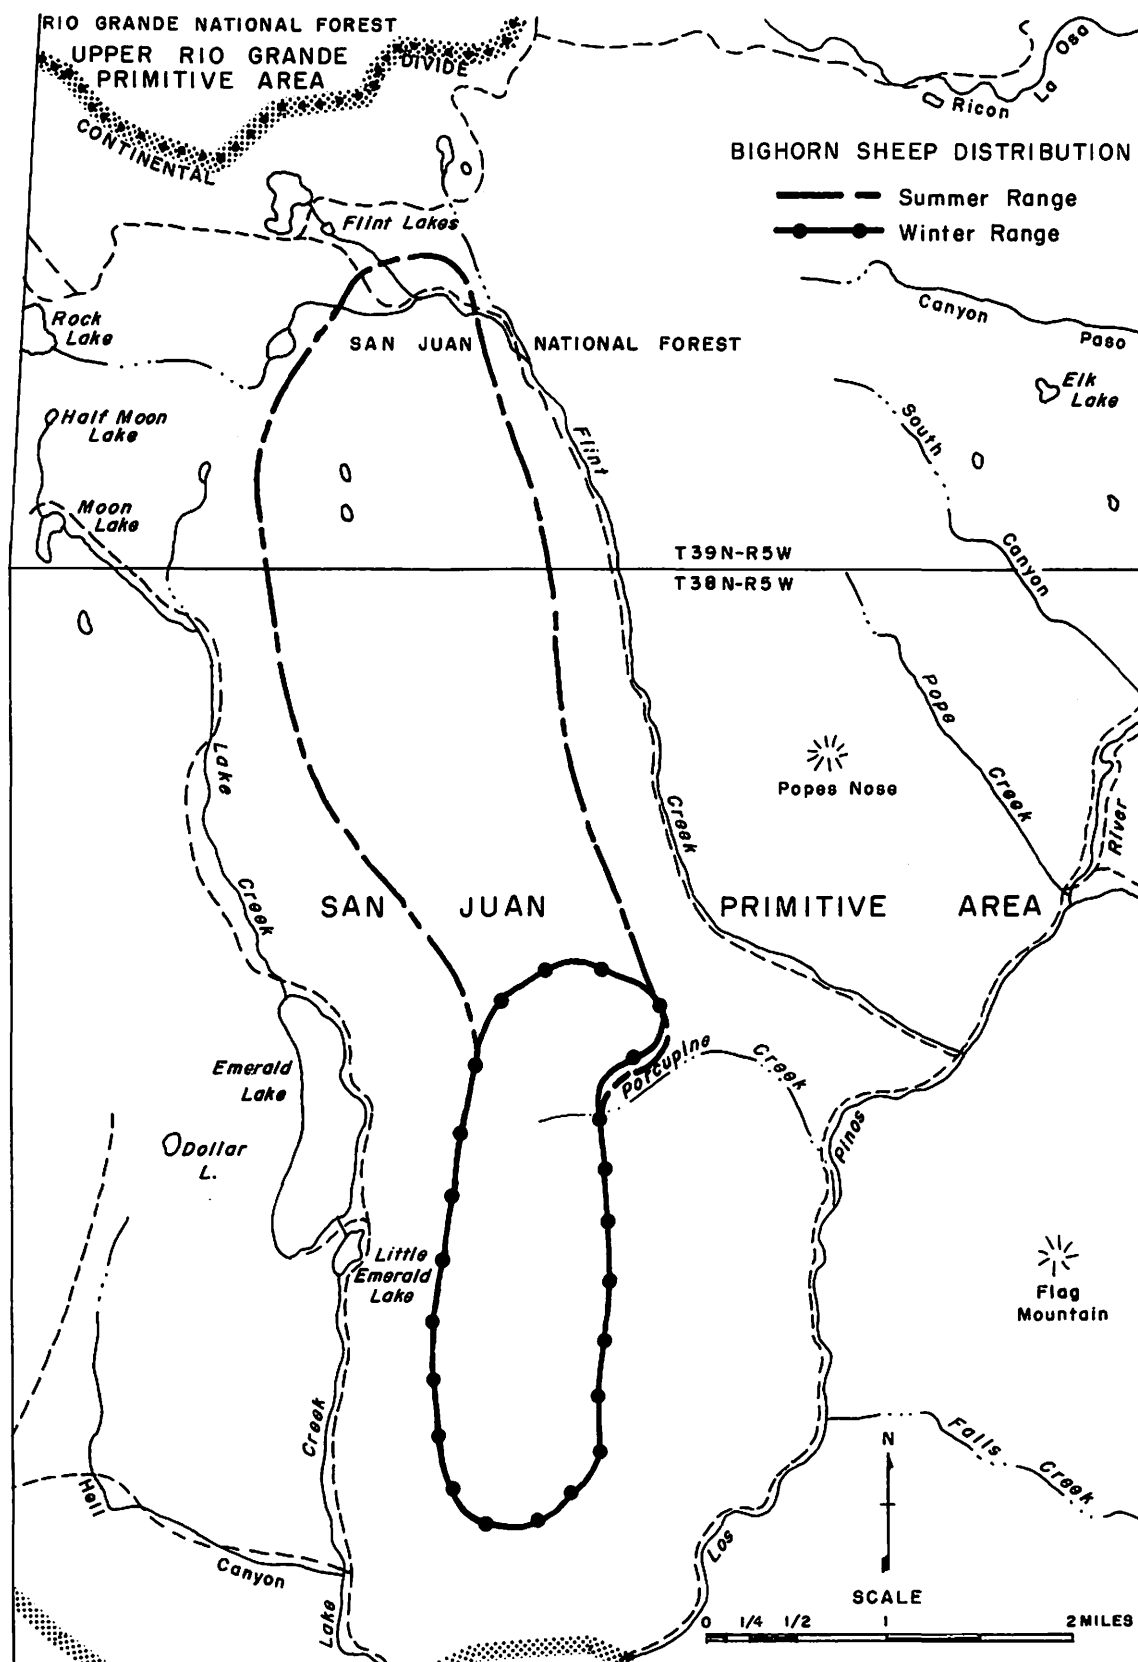 RIO GRANDE NATIONAL FOREST
UPPER RIO GRANDE
PRIMITIVE AREA
CONTINENTAL
DIVIDE
La Osa
Ricon
BIGHORN SHEEP DISTRIBUTION
Summer Range
Winter Range
Flint Lakes
Canyon
Paso
Rock
Lake
SAN JUAN NATIONAL FOREST
Elk
Lake
Half Moon
Lake
South
Canyon
Flint
Creek
Moon
Lake
T39N-R5W
T38N-R5W
Pope
Creek
Popes Nose
River
Lake
Creek
SAN JUAN PRIMITIVE AREA
Emerald
Lake
Porcupine
Creek
Dollar
L.
Pinos
Little
Emerald
Lake
Flag
Mountain
Creek
N
Falls
Creek
Hell
Canyon
Los
Lake
SCALE
0 1/4 1/2 1 2 MILES